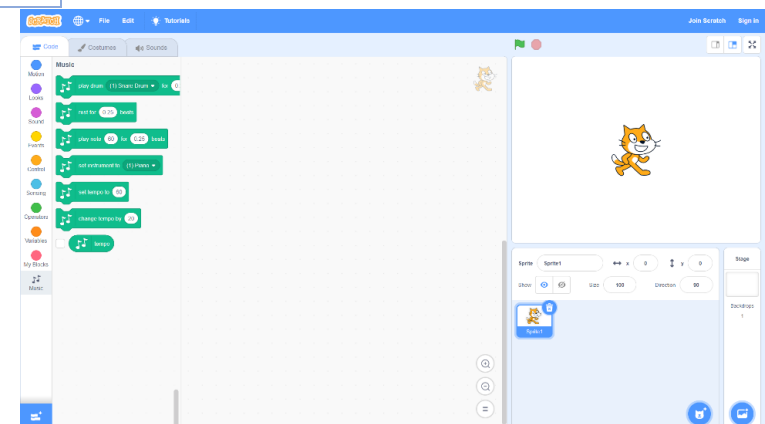 SCRATCH File Edit Tutorials Join Scratch Sign in
Code Costumes Sounds
Motion
Looks
Sound
Events
Control
Sensing
Operators
Variables
My Blocks
Music
Music
play drum (1) Snare Drum for 0.
rest for 0.25 beats
play note 60 for 0.25 beats
set instrument to (1) Piano
set tempo to 60
change tempo by 20
tempo
Sprite Sprite1 x 0 y 0
Show Size 100 Direction 90
Sprite1
Stage
Backdrops
1